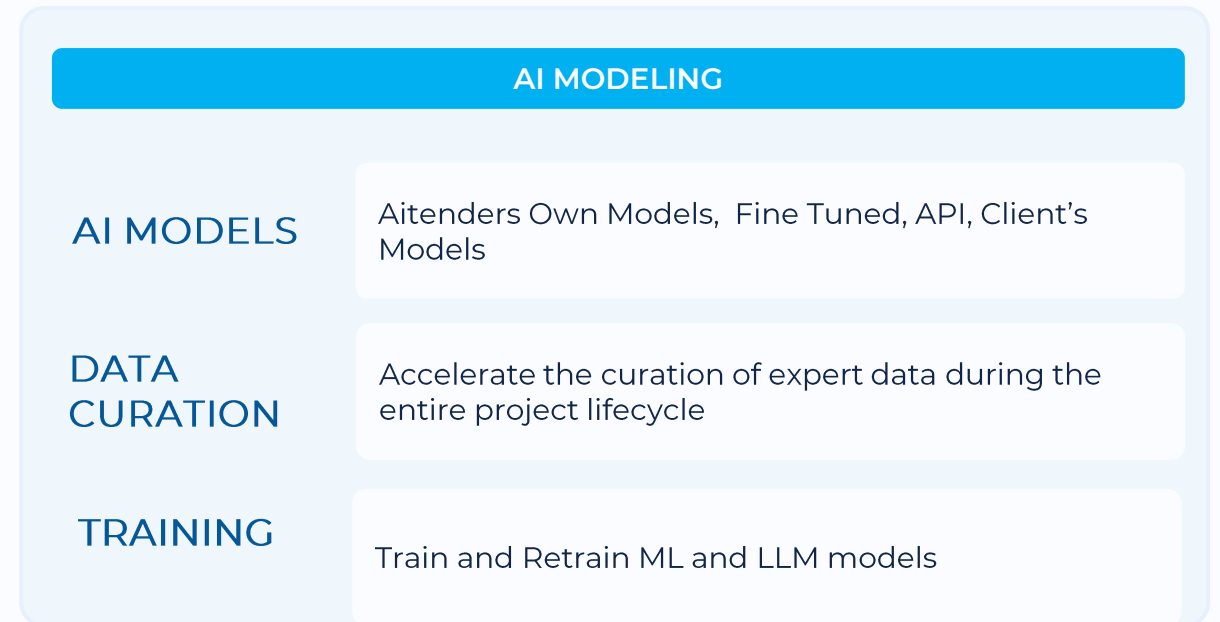 AI MODELING
AI MODELS
Aitenders Own Models,  Fine Tuned, API, Client’s
Models
DATA
CURATION
Accelerate the curation of expert data during the
entire project lifecycle
TRAINING
Train and Retrain ML and LLM models